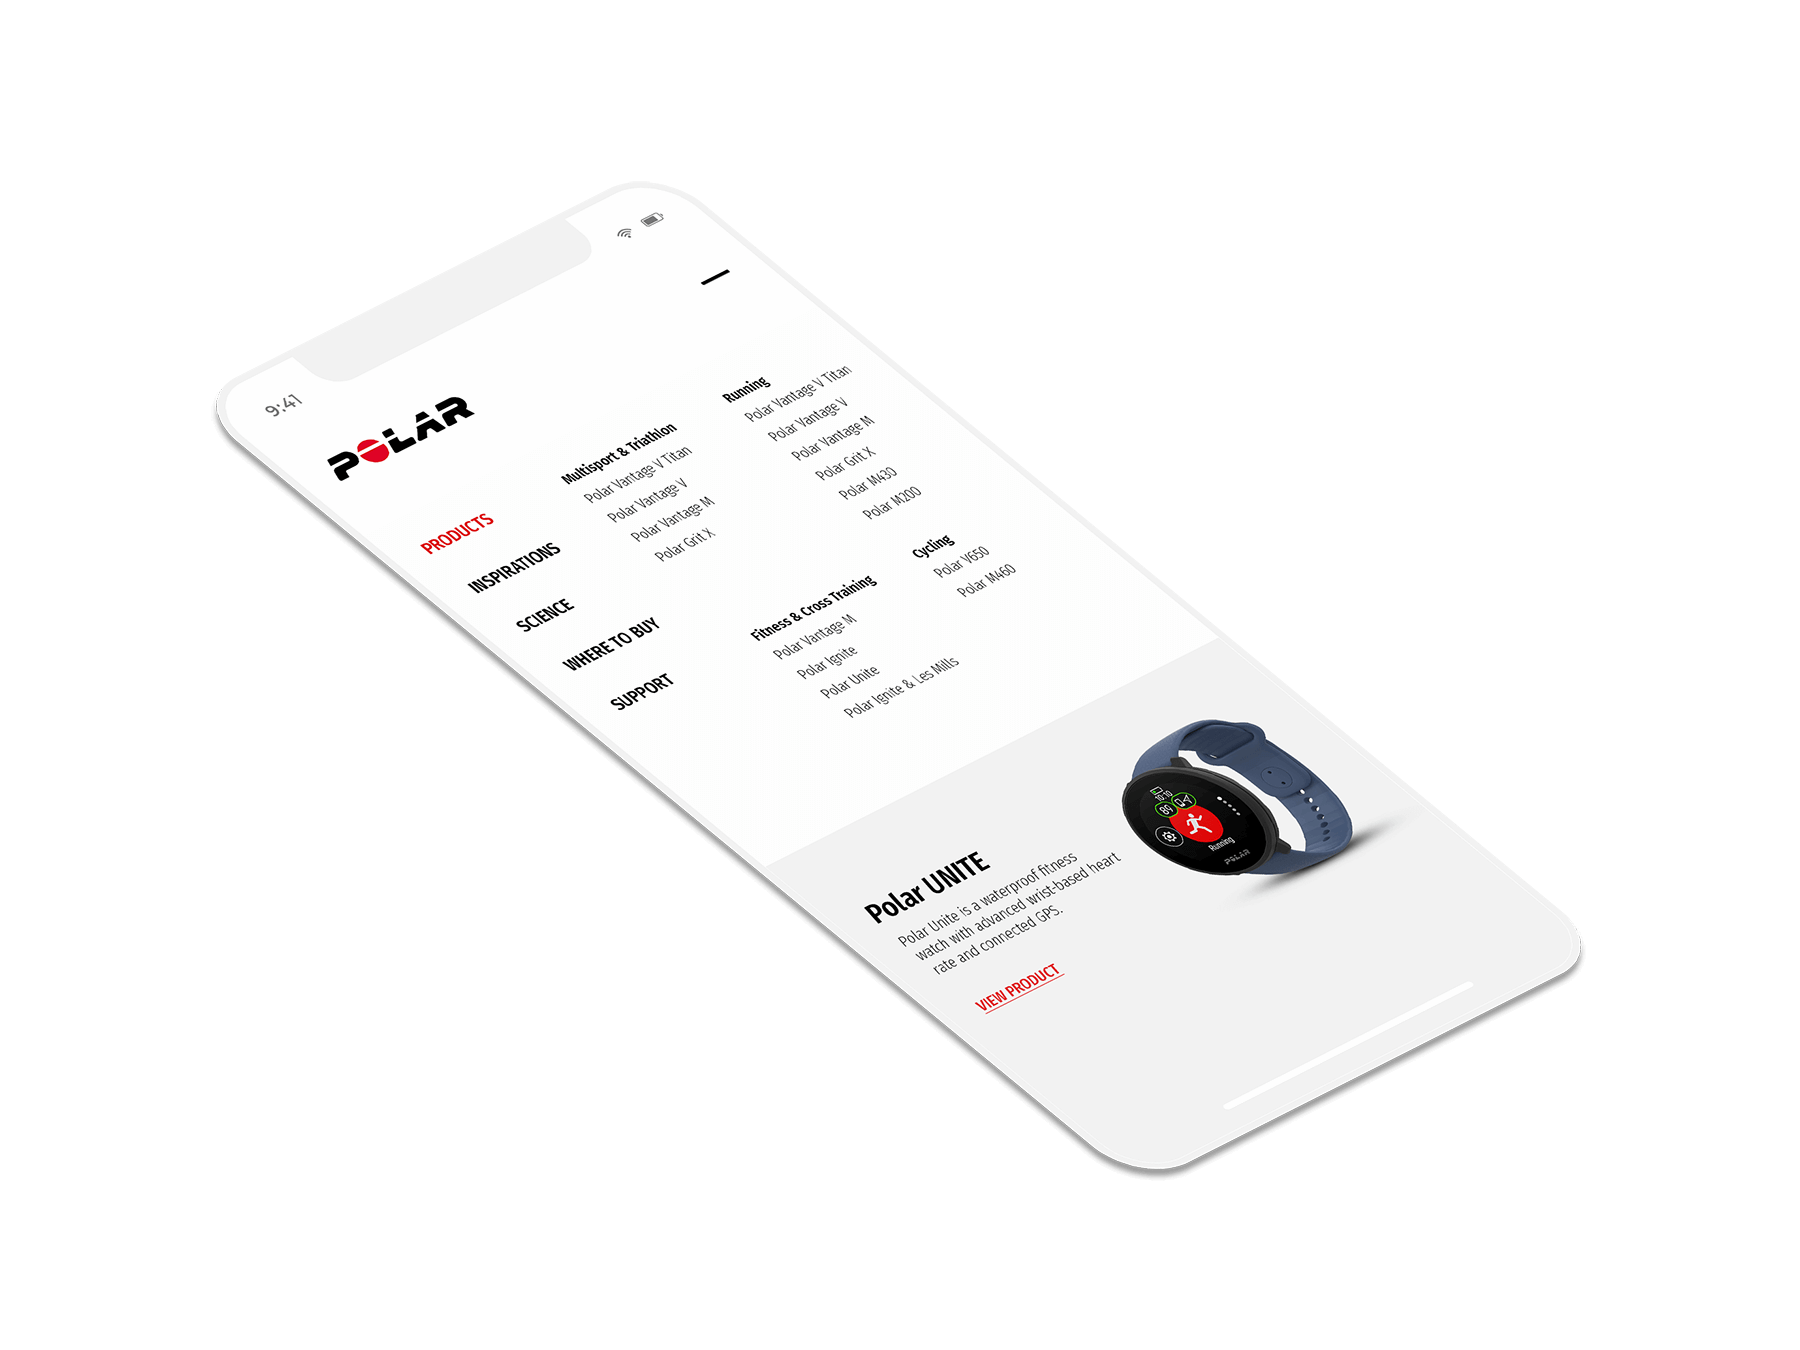 9:41
POLAR
PRODUCTS
INSPIRATIONS
SCIENCE
WHERE TO BUY
SUPPORT
Multisport & Triathlon
Polar Vantage V Titan
Polar Vantage V
Polar Vantage M
Polar Grit X
Running
Polar Vantage V Titan
Polar Vantage V
Polar Vantage M
Polar Grit X
Polar M430
Polar M200
Fitness & Cross Training
Polar Vantage M
Polar Ignite
Polar Unite
Polar Ignite & Les Mills
Cycling
Polar V650
Polar M460
Polar UNITE
Polar Unite is a waterproof fitness
watch with advanced wrist-based heart
rate and connected GPS.
VIEW PRODUCT
10:10
89
Running
POLAR